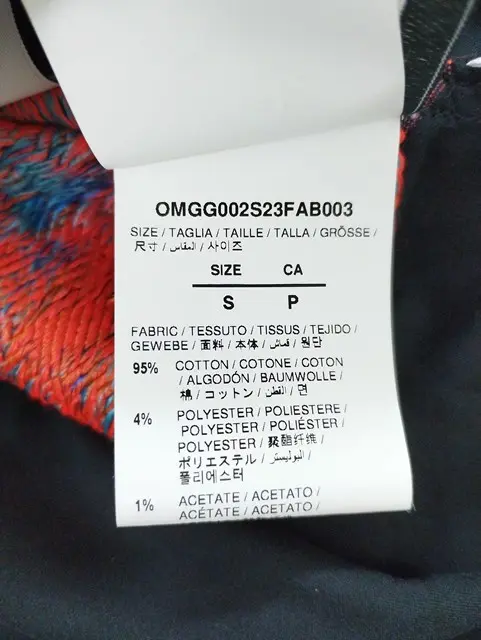 OMGG002S23FAB003
SIZE / TAGLIA / TAILLE / TALLA / GRÖSSE /
尺寸 / المقاس / 사이즈
SIZE CA
S P
FABRIC / TESSUTO / TISSUS / TEJIDO /
GEWEBE / 面料 / 本体 / قماش / 원단
95% COTTON / COTONE / COTON
/ ALGODÓN / BAUMWOLLE /
棉 / コットン / القطن / 면
4% POLYESTER / POLIESTERE /
POLYESTER / POLIÉSTER /
POLYESTER / 聚酯纤维 /
ポリエステル / البوليستر /
폴리에스터
1% ACETATE / ACETATO /
ACÉTATE / ACETATO /